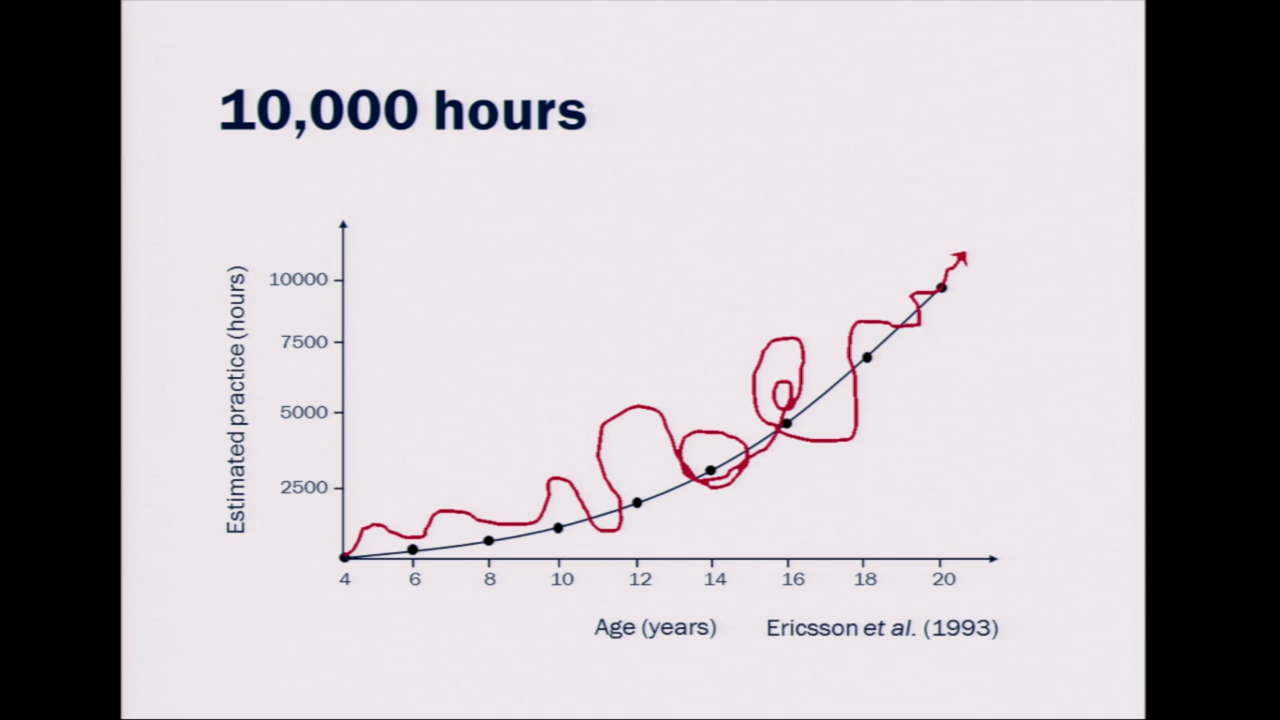 10,000 hours
Estimated practice (hours)
10000
7500
5000
2500
4 6 8 10 12 14 16 18 20
Age (years)
Ericsson et al. (1993)